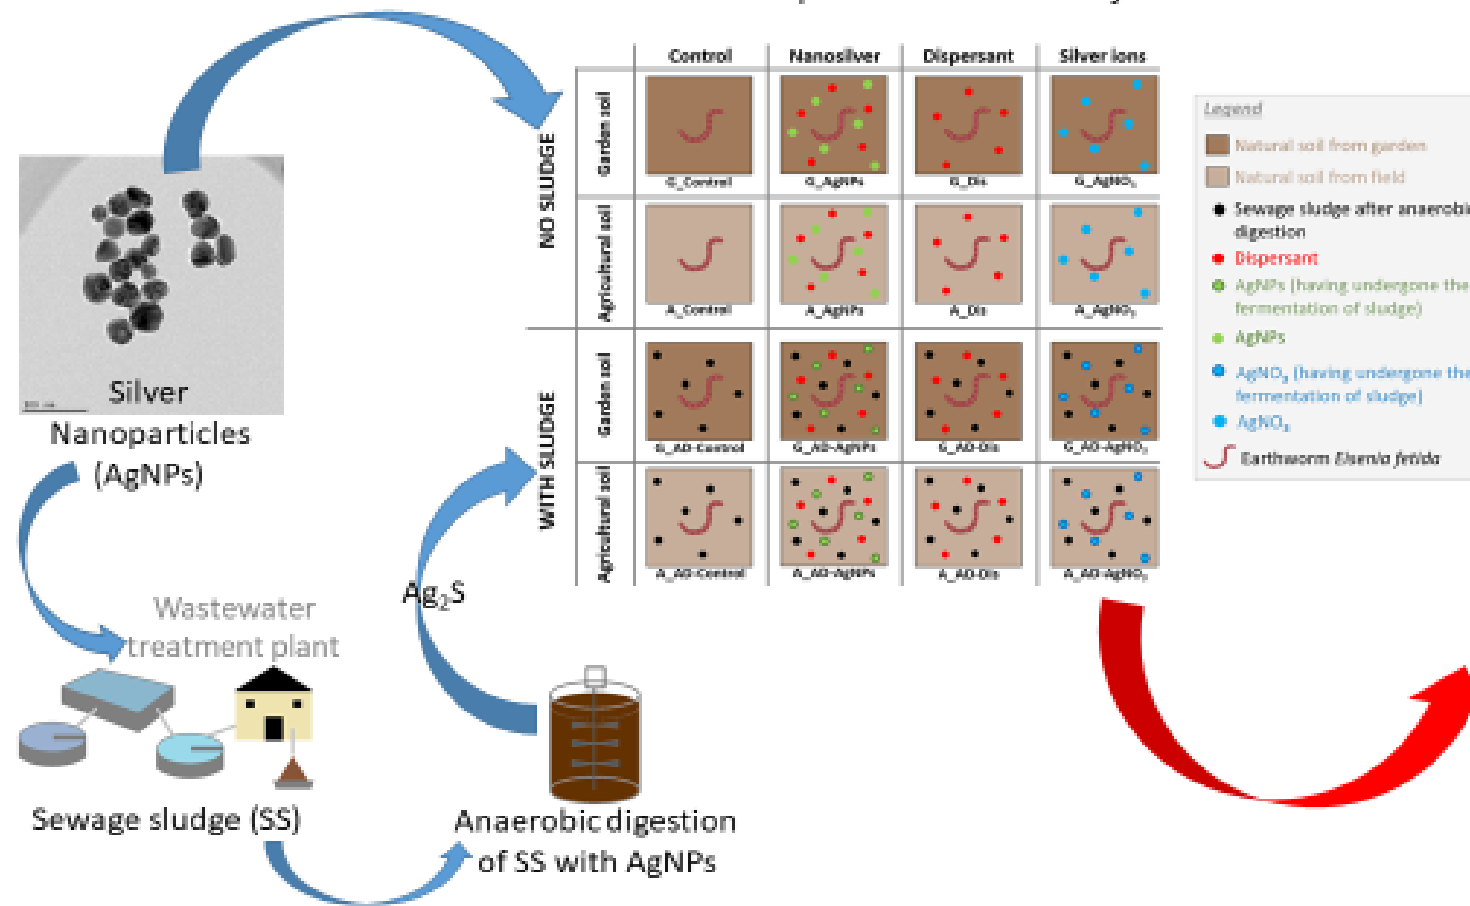 Control Nanosilver Dispersant Silver ions
NO SLUDGE
Garden soil
G_Control G_AgNPs G_Dis G_AgNO₃
Agricultural soil
A_Control A_AgNPs A_Dis A_AgNO₃
WITH SLUDGE
Garden soil
G_AD-Control G_AD-AgNPs G_AD-Dis G_AD-AgNO₃
Agricultural soil
A_AD-Control A_AD-AgNPs A_AD-Dis A_AD-AgNO₃
Legend
Natural soil from garden
Natural soil from field
Sewage sludge after anaerobic
digestion
Dispersant
AgNPs (having undergone the
fermentation of sludge)
AgNPs
AgNO₃ (having undergone the
fermentation of sludge)
AgNO₃
Earthworm Eisenia fetida
Silver
Nanoparticles
(AgNPs)
Wastewater
treatment plant
Sewage sludge (SS)
Ag₂S
Anaerobic digestion
of SS with AgNPs